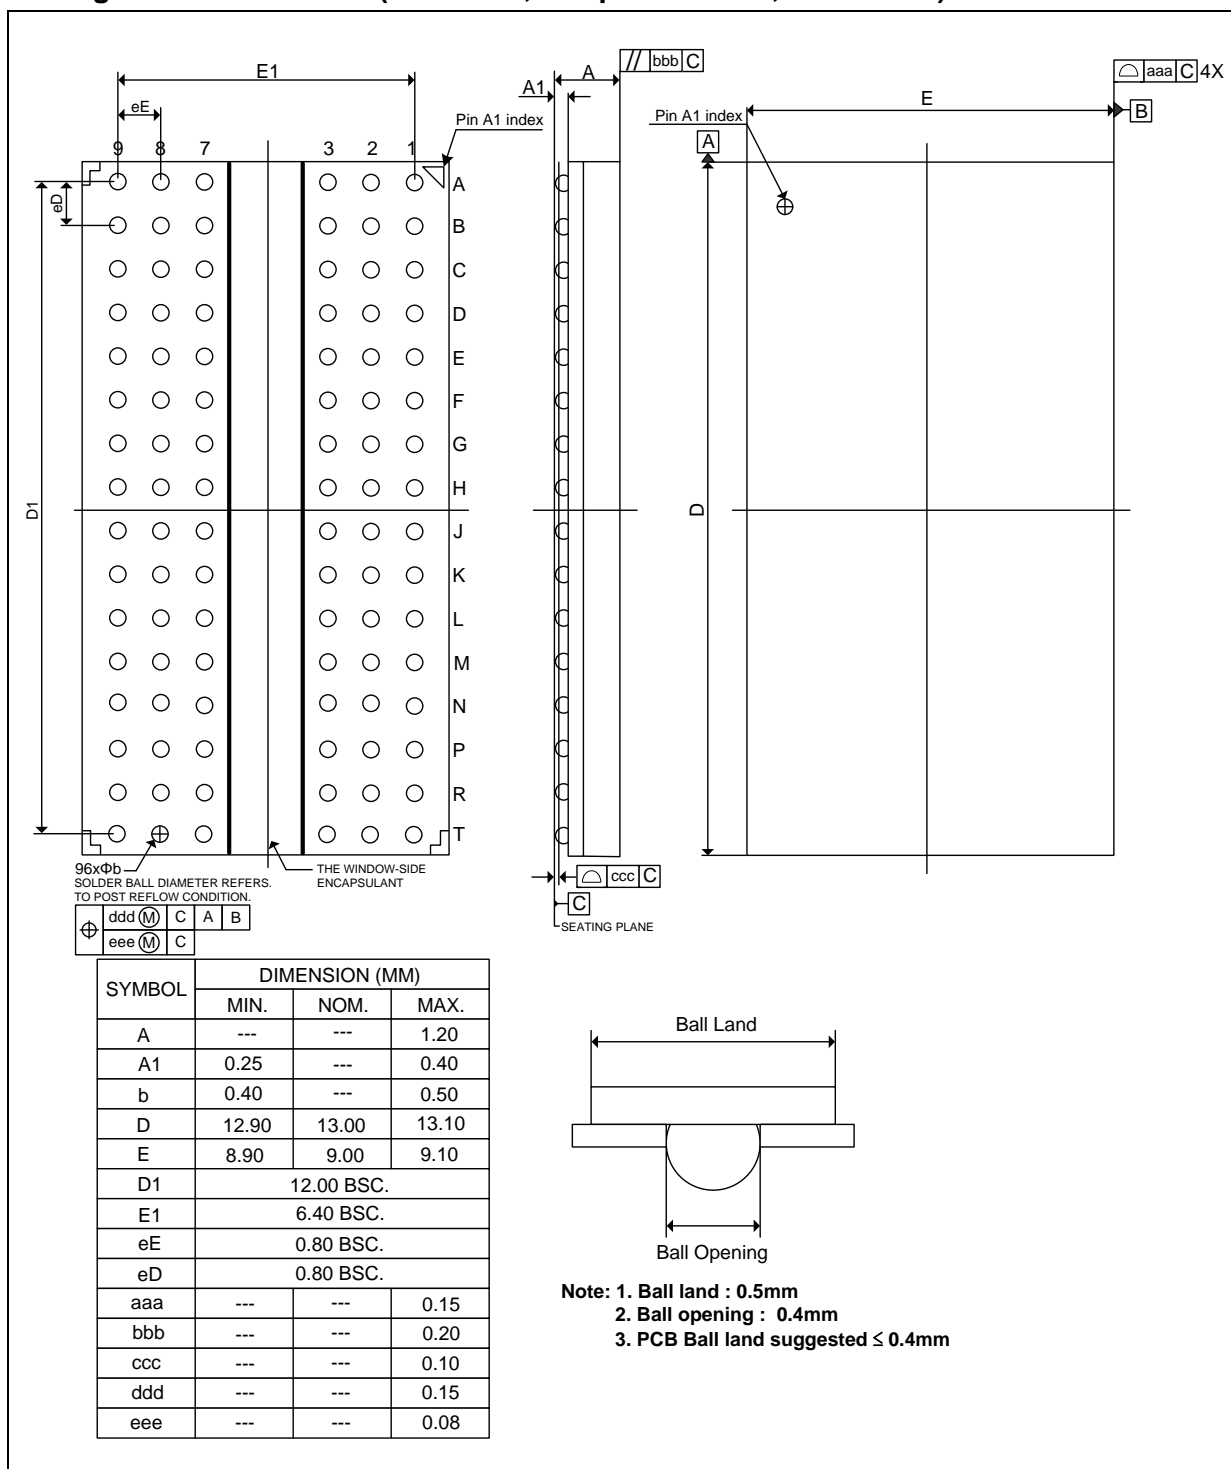 E1
eE
9 8 7 3 2 1
Pin A1 index
A
B
C
D
E
F
G
H
J
K
L
M
N
P
R
T
eD
D1
96xΦb
SOLDER BALL DIAMETER REFERS.
TO POST REFLOW CONDITION.
ddd Ⓜ C A B
eee Ⓜ C
THE WINDOW-SIDE
ENCAPSULANT
A
A1
// bbb C
ccc C
C
SEATING PLANE
aaa C 4X
E
B
Pin A1 index
A
D
SYMBOL DIMENSION (MM)
MIN. NOM. MAX.
A --- --- 1.20
A1 0.25 --- 0.40
b 0.40 --- 0.50
D 12.90 13.00 13.10
E 8.90 9.00 9.10
D1 12.00 BSC.
E1 6.40 BSC.
eE 0.80 BSC.
eD 0.80 BSC.
aaa --- --- 0.15
bbb --- --- 0.20
ccc --- --- 0.10
ddd --- --- 0.15
eee --- --- 0.08
Ball Land
Ball Opening
Note: 1. Ball land : 0.5mm
2. Ball opening : 0.4mm
3. PCB Ball land suggested ≤ 0.4mm